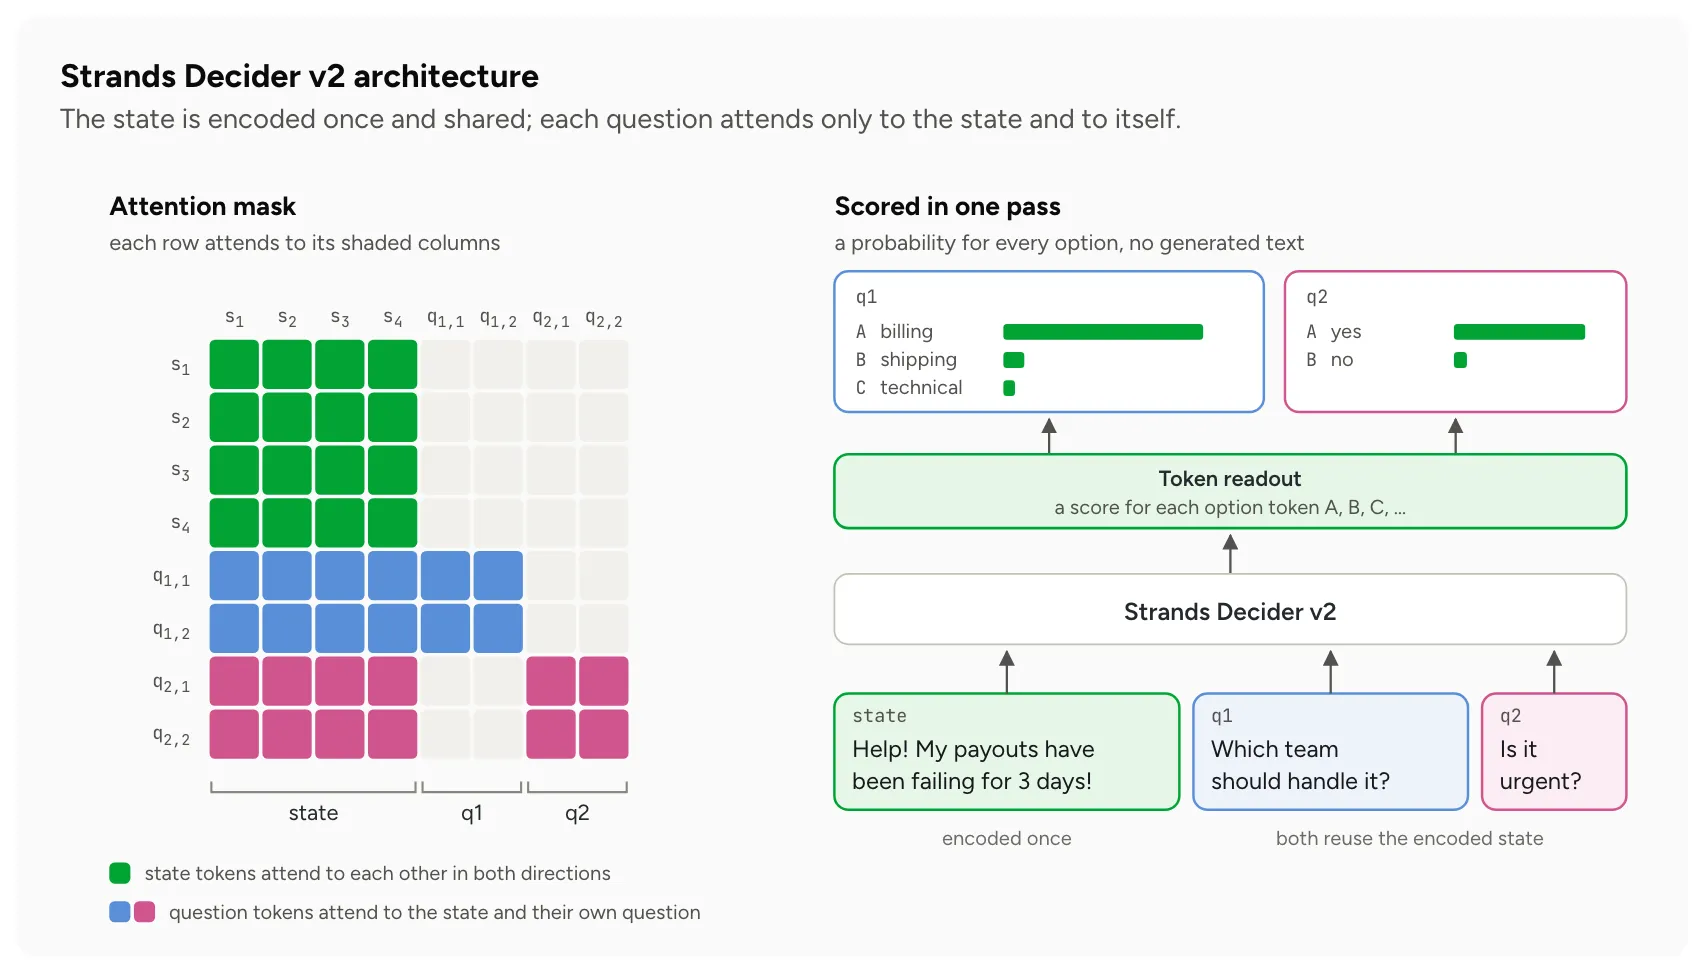 Strands Decider v2 architecture
The state is encoded once and shared; each question attends only to the state and to itself.
Attention mask
each row attends to its shaded columns
s1 s2 s3 s4 q1,1 q1,2 q2,1 q2,2
s1
s2
s3
s4
q1,1
q1,2
q2,1
q2,2
state q1 q2
state tokens attend to each other in both directions
question tokens attend to the state and their own question
Scored in one pass
a probability for every option, no generated text
q1
A billing
B shipping
C technical
q2
A yes
B no
Token readout
a score for each option token A, B, C, ...
Strands Decider v2
state
Help! My payouts have
been failing for 3 days!
q1
Which team
should handle it?
q2
Is it
urgent?
encoded once
both reuse the encoded state